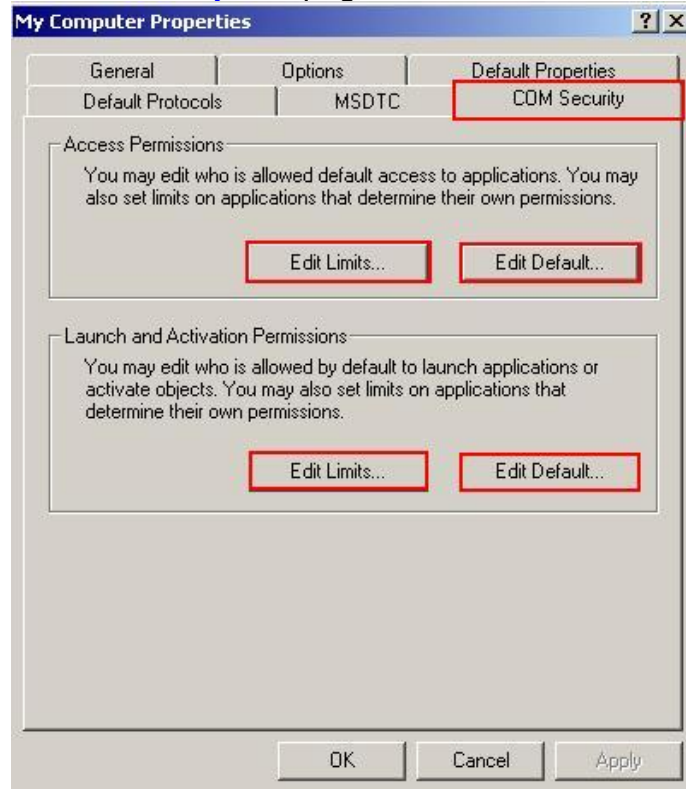 My Computer Properties
General Options Default Properties
Default Protocols MSDTC COM Security
Access Permissions
You may edit who is allowed default access to applications. You may
also set limits on applications that determine their own permissions.
Edit Limits... Edit Default...
Launch and Activation Permissions
You may edit who is allowed by default to launch applications or
activate objects. You may also set limits on applications that
determine their own permissions.
Edit Limits... Edit Default...
OK Cancel Apply